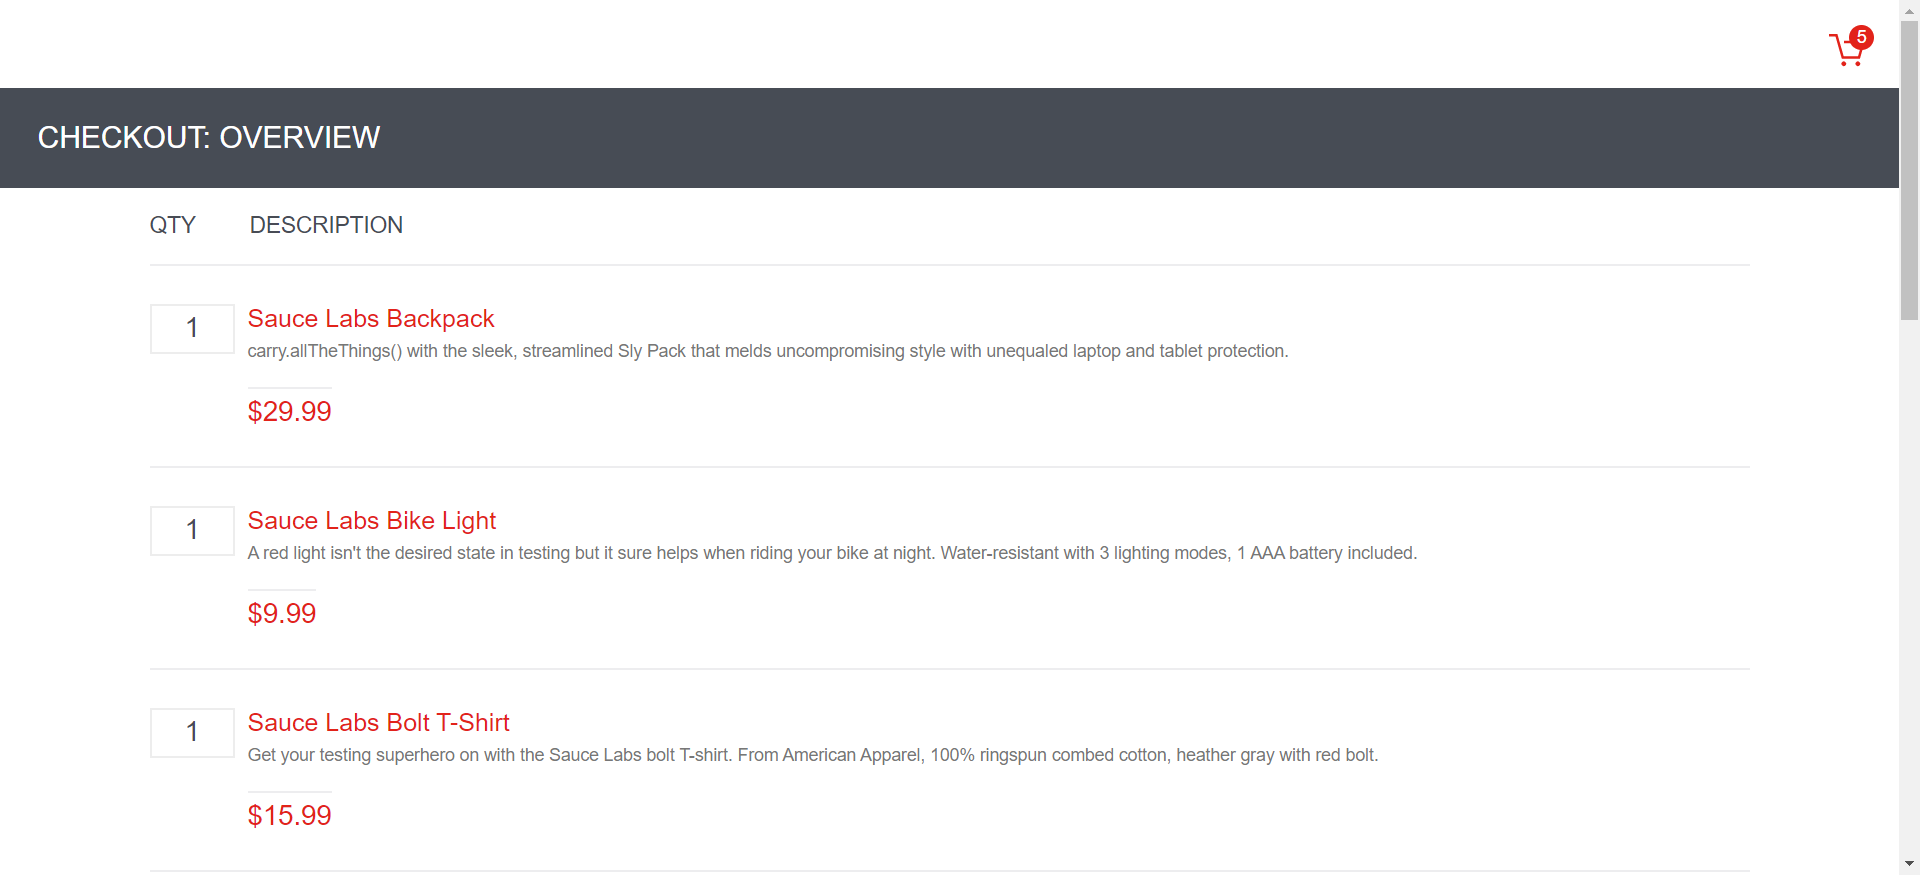 5
CHECKOUT: OVERVIEW
QTY DESCRIPTION
1
Sauce Labs Backpack
carry.allTheThings() with the sleek, streamlined Sly Pack that melds uncompromising style with unequaled laptop and tablet protection.
$29.99
1
Sauce Labs Bike Light
A red light isn't the desired state in testing but it sure helps when riding your bike at night. Water-resistant with 3 lighting modes, 1 AAA battery included.
$9.99
1
Sauce Labs Bolt T-Shirt
Get your testing superhero on with the Sauce Labs bolt T-shirt. From American Apparel, 100% ringspun combed cotton, heather gray with red bolt.
$15.99